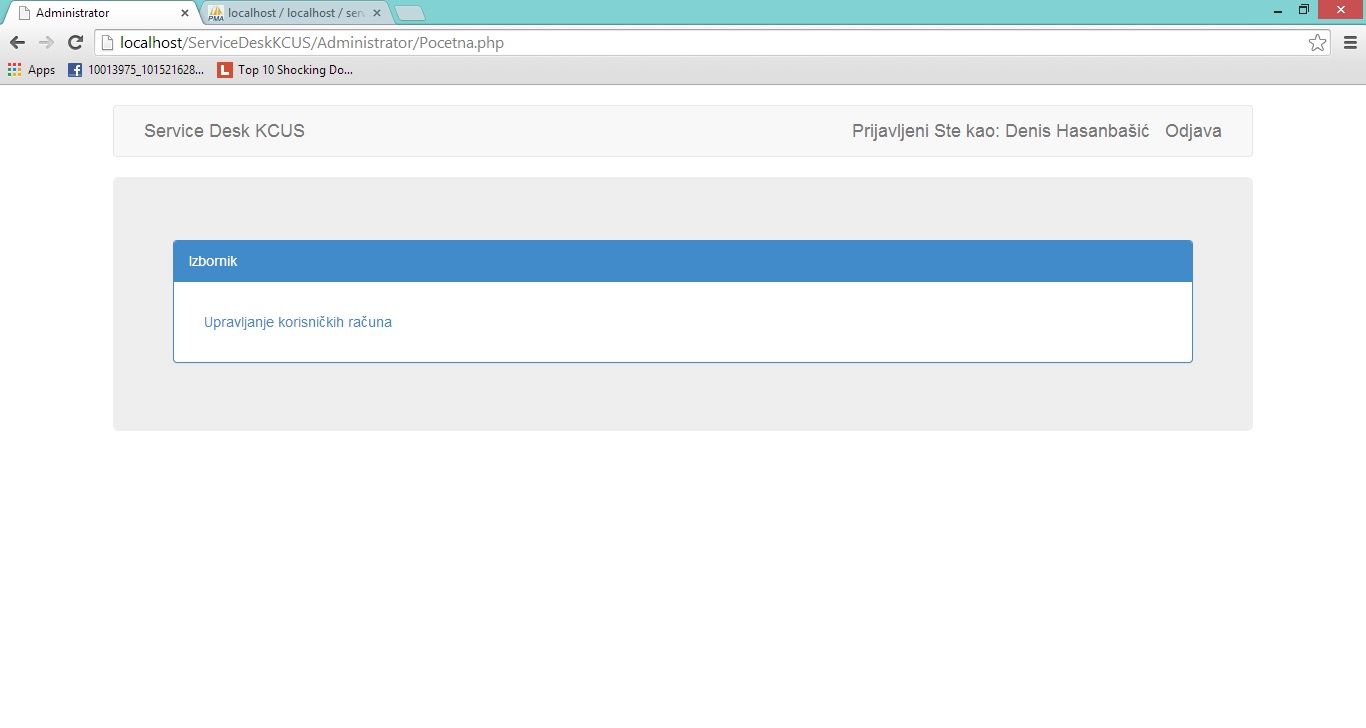 Administrator
PMA localhost / localhost / ser
localhost/ServiceDeskKCUS/Administrator/Pocetna.php
Apps 10013975_101521628... L Top 10 Shocking Do...
Service Desk KCUS Prijavljeni Ste kao: Denis Hasanbašić Odjava
Izbornik
Upravljanje korisničkih računa